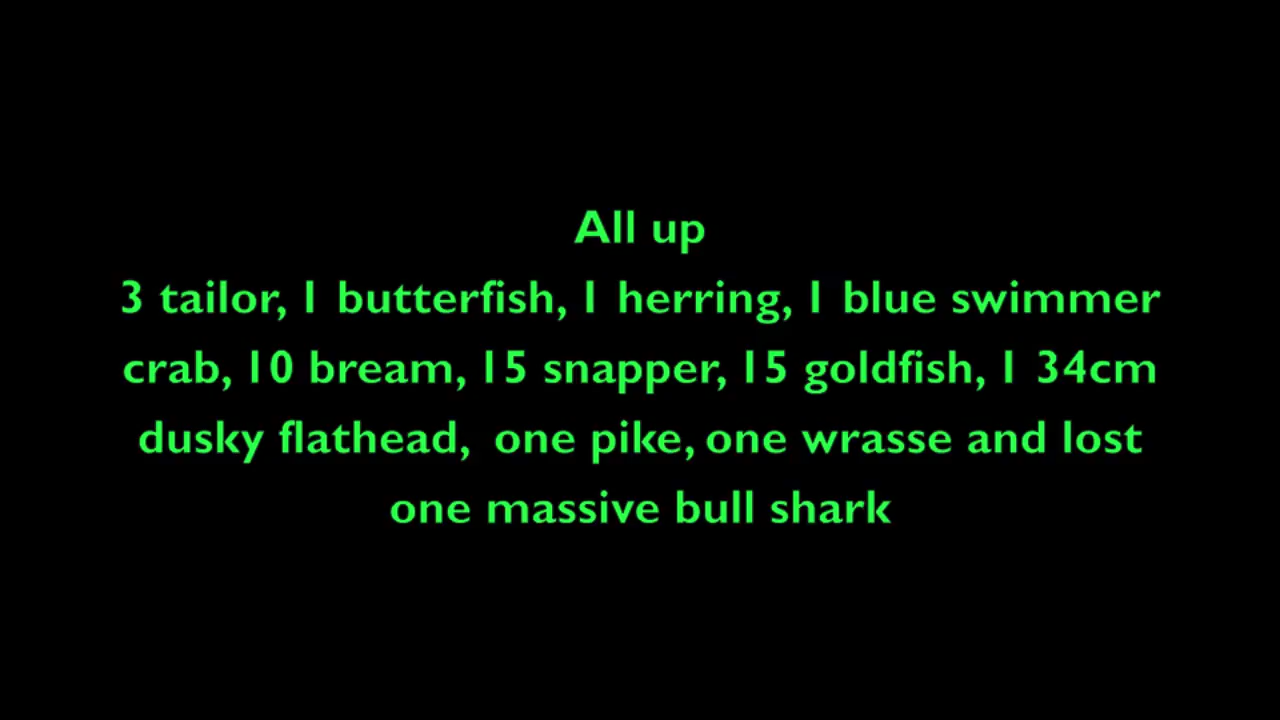 All up
3 tailor, 1 butterfish, 1 herring, 1 blue swimmer
crab, 10 bream, 15 snapper, 15 goldfish, 1 34cm
dusky flathead,  one pike, one wrasse and lost
one massive bull shark